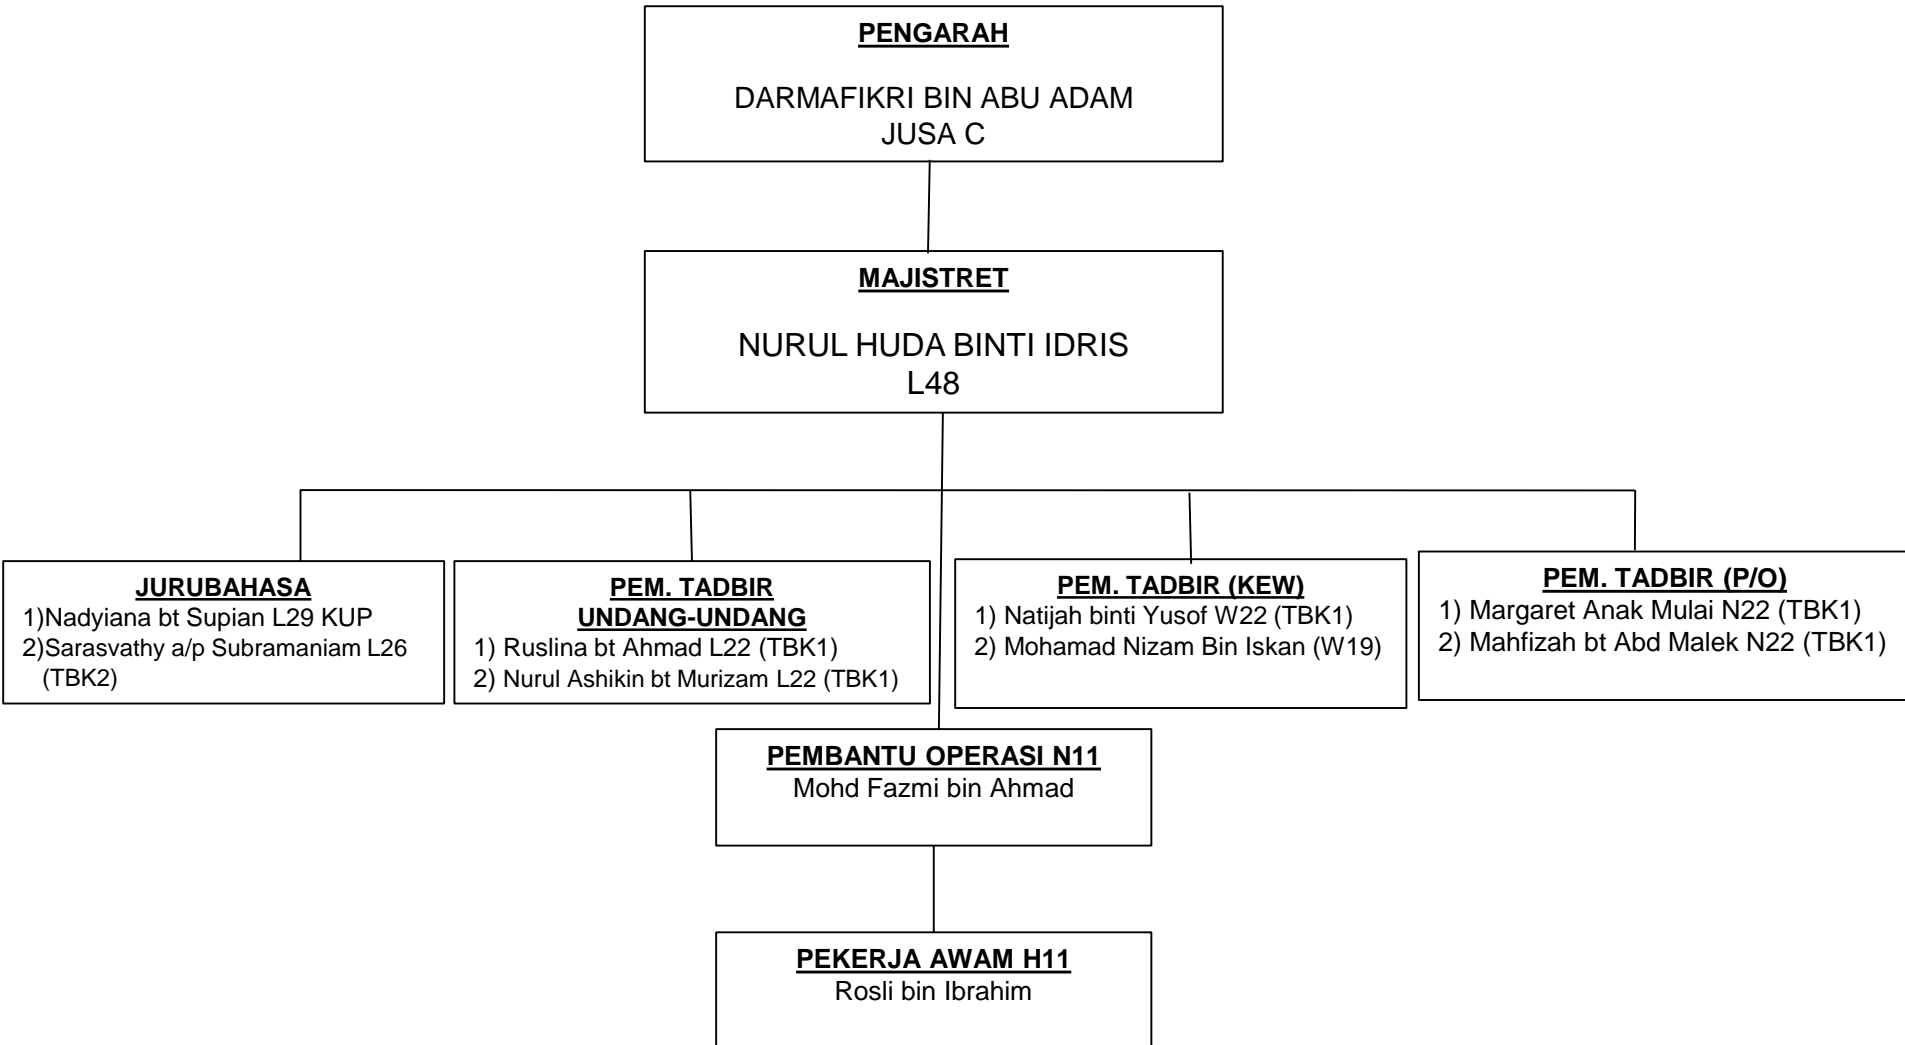 PENGARAH
DARMAFIKRI BIN ABU ADAM
JUSA C
MAJISTRET
NURUL HUDA BINTI IDRIS
L48
JURUBAHASA
1)Nadyiana bt Supian L29 KUP
2)Sarasvathy a/p Subramaniam L26
(TBK2)
PEM. TADBIR
UNDANG-UNDANG
1) Ruslina bt Ahmad L22 (TBK1)
2) Nurul Ashikin bt Murizam L22 (TBK1)
PEM. TADBIR (KEW)
1) Natijah binti Yusof W22 (TBK1)
2) Mohamad Nizam Bin Iskan (W19)
PEM. TADBIR (P/O)
1) Margaret Anak Mulai N22 (TBK1)
2) Mahfizah bt Abd Malek N22 (TBK1)
PEMBANTU OPERASI N11
Mohd Fazmi bin Ahmad
PEKERJA AWAM H11
Rosli bin Ibrahim